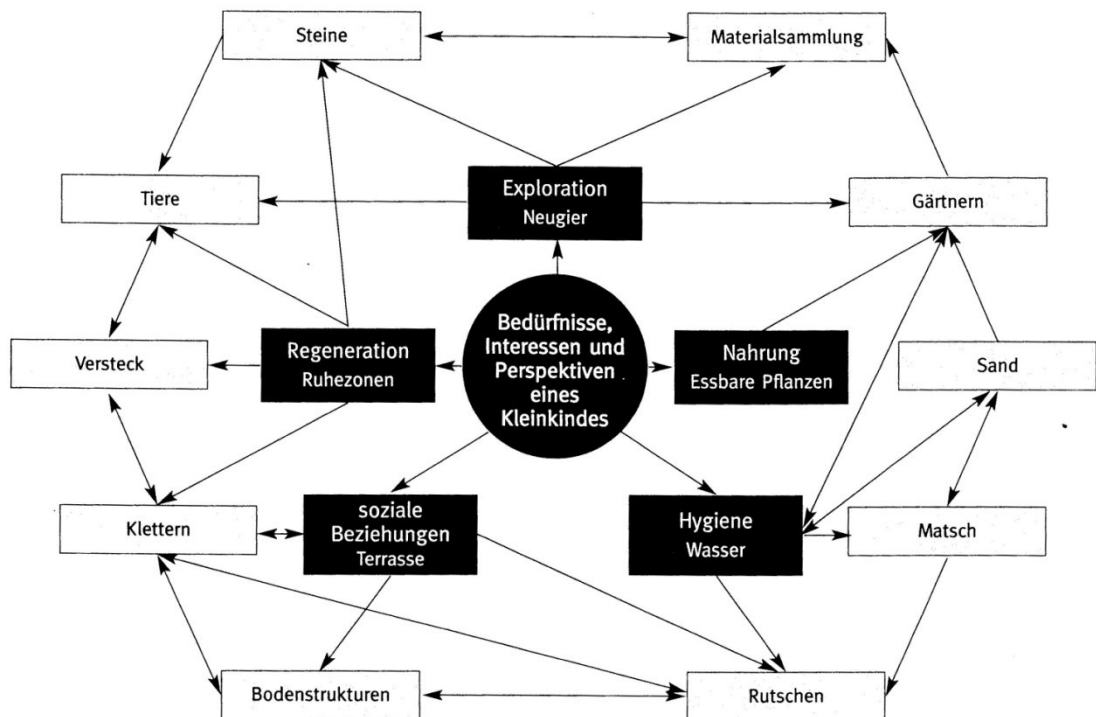 Steine
Materialsammlung
Exploration
Neugier
Tiere
Gärtnern
Bedürfnisse,
Interessen und
Perspektiven
eines
Kleinkindes
Regeneration
Ruhezonen
Nahrung
Essbare Pflanzen
Versteck
Sand
soziale
Beziehungen
Terrasse
Hygiene
Wasser
Klettern
Matsch
Bodenstrukturen
Rutschen